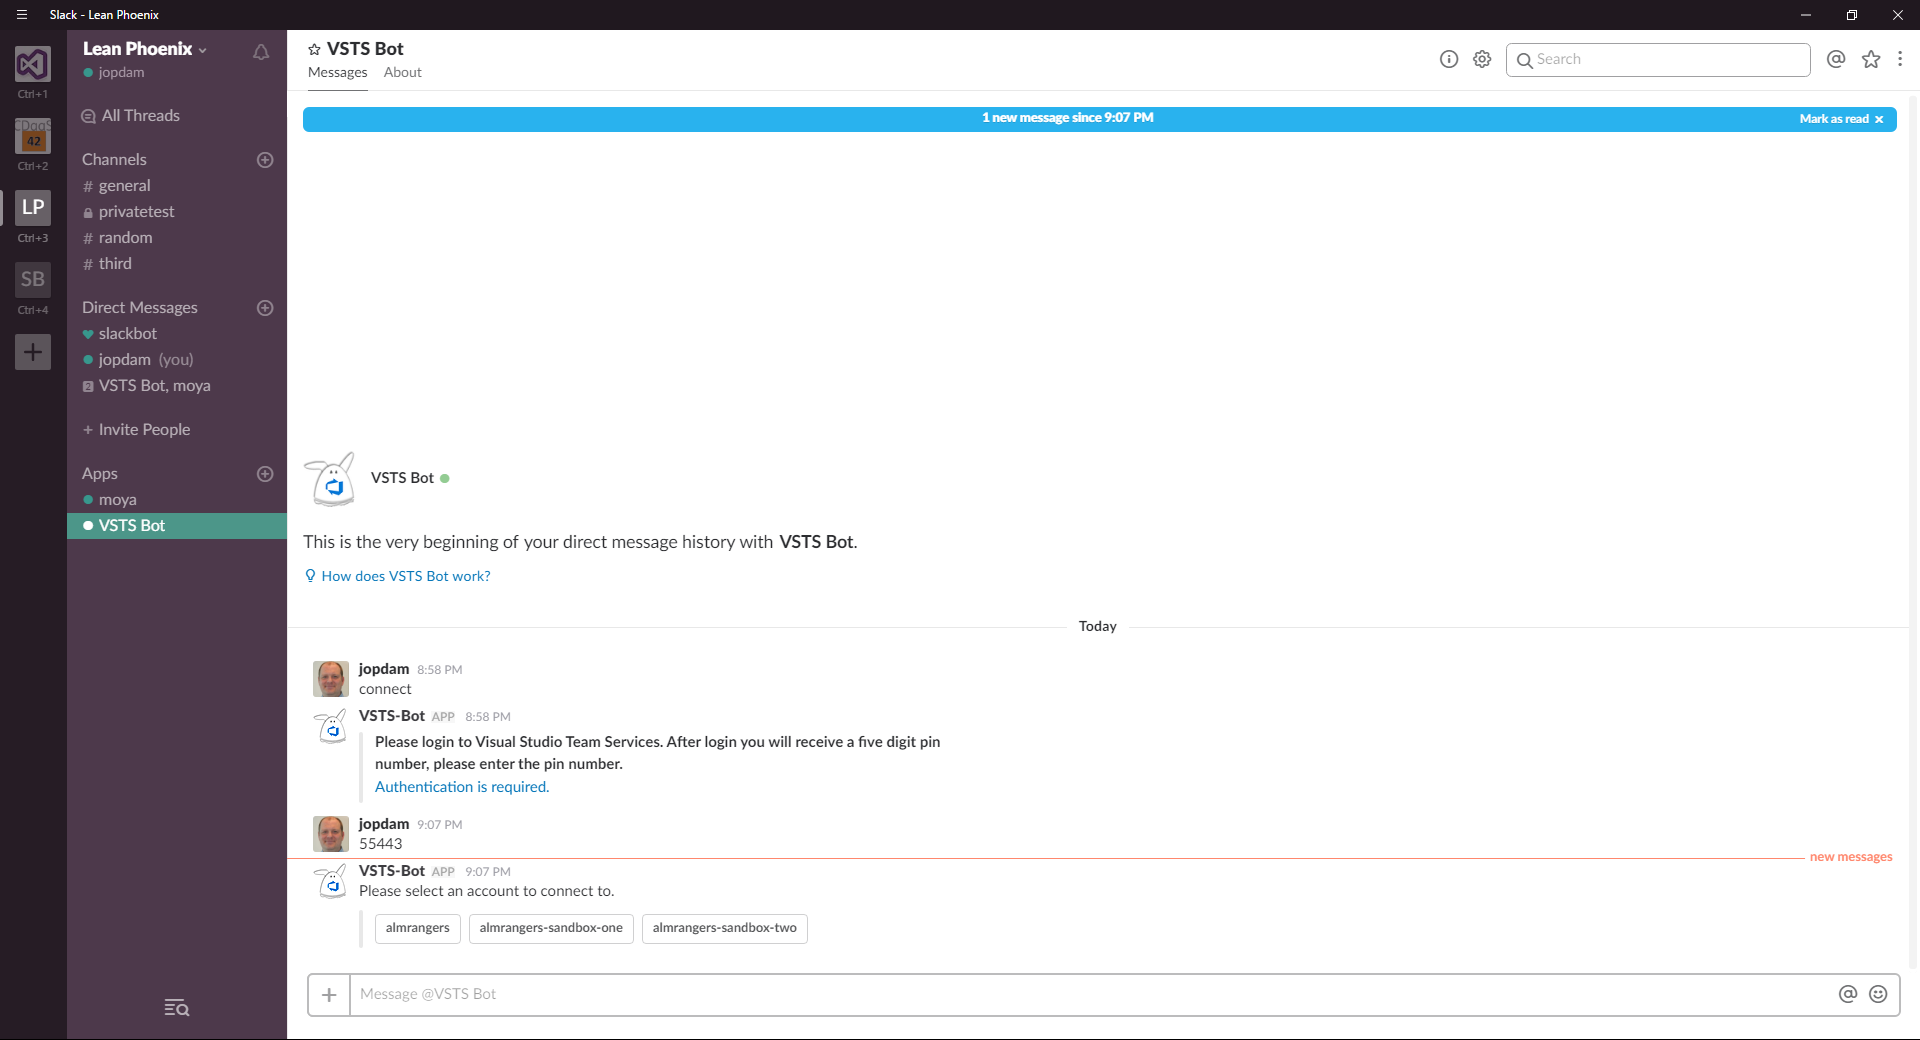 Slack - Lean Phoenix
Ctrl+1
42
Ctrl+2
LP
Ctrl+3
SB
Ctrl+4
Lean Phoenix
jopdam
All Threads
Channels
# general
privatetest
# random
# third
Direct Messages
slackbot
jopdam (you)
2 VSTS Bot, moya
+ Invite People
Apps
moya
VSTS Bot
VSTS Bot
Messages About
Search
1 new message since 9:07 PM
Mark as read ×
VSTS Bot
This is the very beginning of your direct message history with VSTS Bot.
How does VSTS Bot work?
Today
jopdam 8:58 PM
connect
VSTS-Bot APP 8:58 PM
Please login to Visual Studio Team Services. After login you will receive a five digit pin
number, please enter the pin number.
Authentication is required.
jopdam 9:07 PM
55443
new messages
VSTS-Bot APP 9:07 PM
Please select an account to connect to.
almrangers almrangers-sandbox-one almrangers-sandbox-two
Message @VSTS Bot